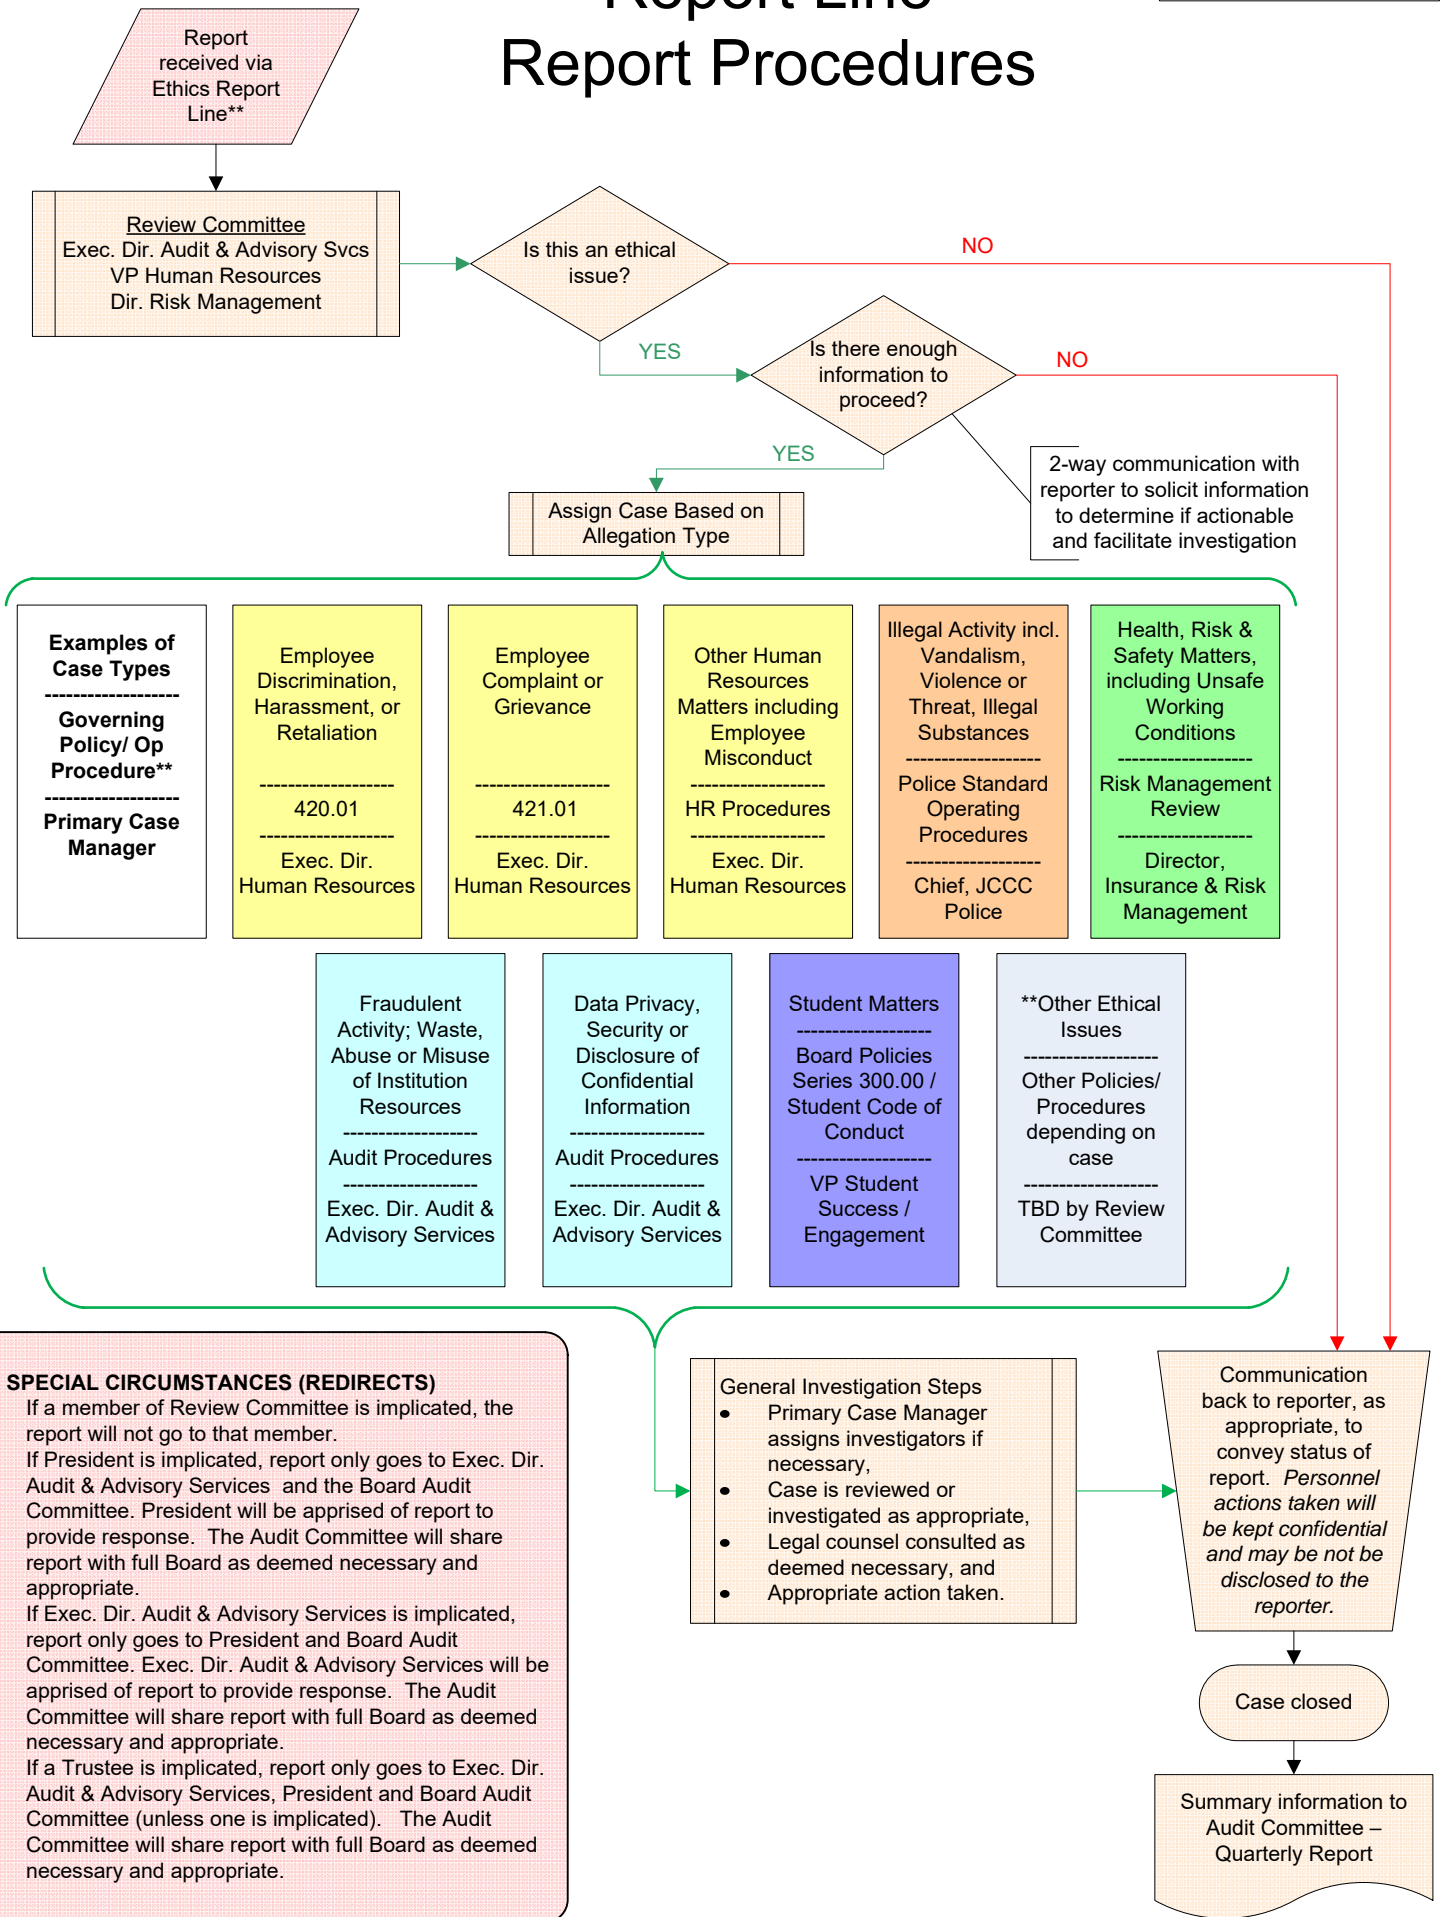 Report Line
Report Procedures
Report
received via
Ethics Report
Line**
Review Committee
Exec. Dir. Audit & Advisory Svcs
VP Human Resources
Dir. Risk Management
Is this an ethical
issue?
NO
YES
Is there enough
information to
proceed?
NO
YES
2-way communication with
reporter to solicit information
to determine if actionable
and facilitate investigation
Assign Case Based on
Allegation Type
Examples of
Case Types
-------------------
Governing
Policy/ Op
Procedure**
-------------------
Primary Case
Manager
Employee
Discrimination,
Harassment, or
Retaliation
-------------------
420.01
-------------------
Exec. Dir.
Human Resources
Employee
Complaint or
Grievance
-------------------
421.01
-------------------
Exec. Dir.
Human Resources
Other Human
Resources
Matters including
Employee
Misconduct
-------------------
HR Procedures
-------------------
Exec. Dir.
Human Resources
Illegal Activity incl.
Vandalism,
Violence or
Threat, Illegal
Substances
-------------------
Police Standard
Operating
Procedures
-------------------
Chief, JCCC
Police
Health, Risk &
Safety Matters,
including Unsafe
Working
Conditions
-------------------
Risk Management
Review
-------------------
Director,
Insurance & Risk
Management
Fraudulent
Activity; Waste,
Abuse or Misuse
of Institution
Resources
-------------------
Audit Procedures
-------------------
Exec. Dir. Audit &
Advisory Services
Data Privacy,
Security or
Disclosure of
Confidential
Information
-------------------
Audit Procedures
-------------------
Exec. Dir. Audit &
Advisory Services
Student Matters
-------------------
Board Policies
Series 300.00 /
Student Code of
Conduct
-------------------
VP Student
Success /
Engagement
**Other Ethical
Issues
-------------------
Other Policies/
Procedures
depending on
case
-------------------
TBD by Review
Committee
SPECIAL CIRCUMSTANCES (REDIRECTS)
If a member of Review Committee is implicated, the
report will not go to that member.
If President is implicated, report only goes to Exec. Dir.
Audit & Advisory Services  and the Board Audit
Committee. President will be apprised of report to
provide response.  The Audit Committee will share
report with full Board as deemed necessary and
appropriate.
If Exec. Dir. Audit & Advisory Services is implicated,
report only goes to President and Board Audit
Committee. Exec. Dir. Audit & Advisory Services will be
apprised of report to provide response.  The Audit
Committee will share report with full Board as deemed
necessary and appropriate.
If a Trustee is implicated, report only goes to Exec. Dir.
Audit & Advisory Services, President and Board Audit
Committee (unless one is implicated).   The Audit
Committee will share report with full Board as deemed
necessary and appropriate.
General Investigation Steps
● Primary Case Manager
assigns investigators if
necessary,
● Case is reviewed or
investigated as appropriate,
● Legal counsel consulted as
deemed necessary, and
● Appropriate action taken.
Communication
back to reporter, as
appropriate, to
convey status of
report.  Personnel
actions taken will
be kept confidential
and may be not be
disclosed to the
reporter.
Case closed
Summary information to
Audit Committee –
Quarterly Report